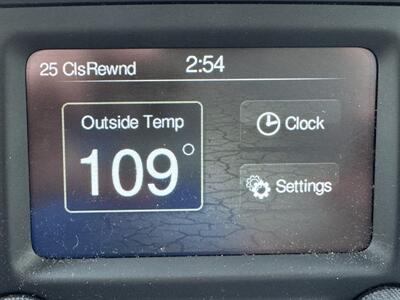 25 ClsRewnd 2:54
Outside Temp
109°
Clock
Settings